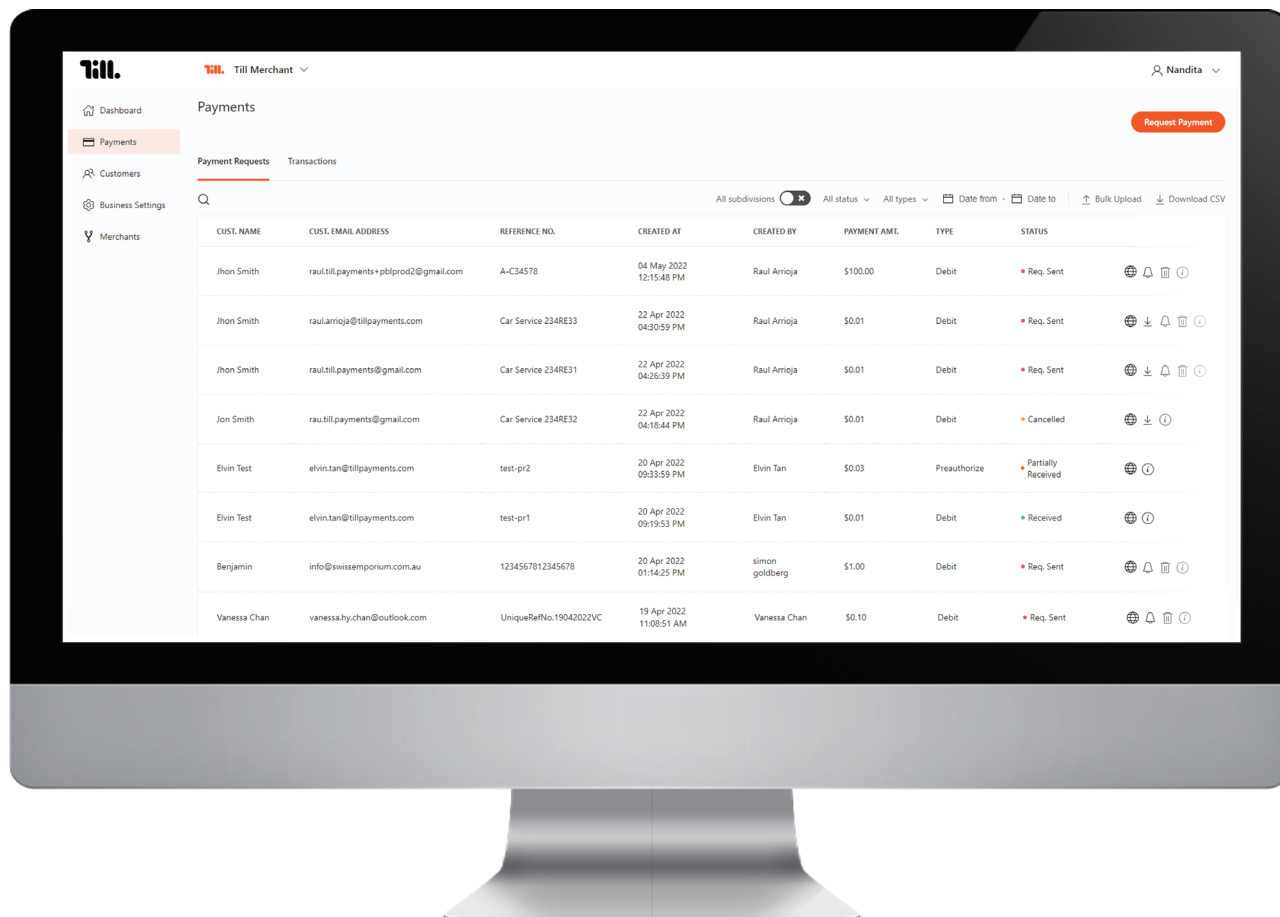 Till.
Till. Till Merchant
Nandita
Dashboard
Payments
Customers
Business Settings
Merchants
Payments
Request Payment
Payment Requests Transactions
All subdivisions All status All types Date from - Date to Bulk Upload Download CSV
CUST. NAME CUST. EMAIL ADDRESS REFERENCE NO. CREATED AT CREATED BY PAYMENT AMT. TYPE STATUS
Jhon Smith raul.till.payments+pblprod2@gmail.com A-C34578 04 May 2022 Raul Arrioja $100.00 Debit Req. Sent
12:15:48 PM
Jhon Smith raul.arrioja@tillpayments.com Car Service 234RE33 22 Apr 2022 Raul Arrioja $0.01 Debit Req. Sent
04:30:59 PM
Jhon Smith raul.till.payments@gmail.com Car Service 234RE31 22 Apr 2022 Raul Arrioja $0.01 Debit Req. Sent
04:26:39 PM
Jon Smith rau.till.payments@gmail.com Car Service 234RE32 22 Apr 2022 Raul Arrioja $0.01 Debit Cancelled
04:18:44 PM
Elvin Test elvin.tan@tillpayments.com test-pr2 20 Apr 2022 Elvin Tan $0.03 Preauthorize Partially
09:33:59 PM Received
Elvin Test elvin.tan@tillpayments.com test-pr1 20 Apr 2022 Elvin Tan $0.01 Debit Received
09:19:53 PM
Benjamin info@swissemporium.com.au 1234567812345678 20 Apr 2022 simon $1.00 Debit Req. Sent
01:14:25 PM goldberg
Vanessa Chan vanessa.hy.chan@outlook.com UniqueRefNo.19042022VC 19 Apr 2022 Vanessa Chan $0.10 Debit Req. Sent
11:08:51 AM